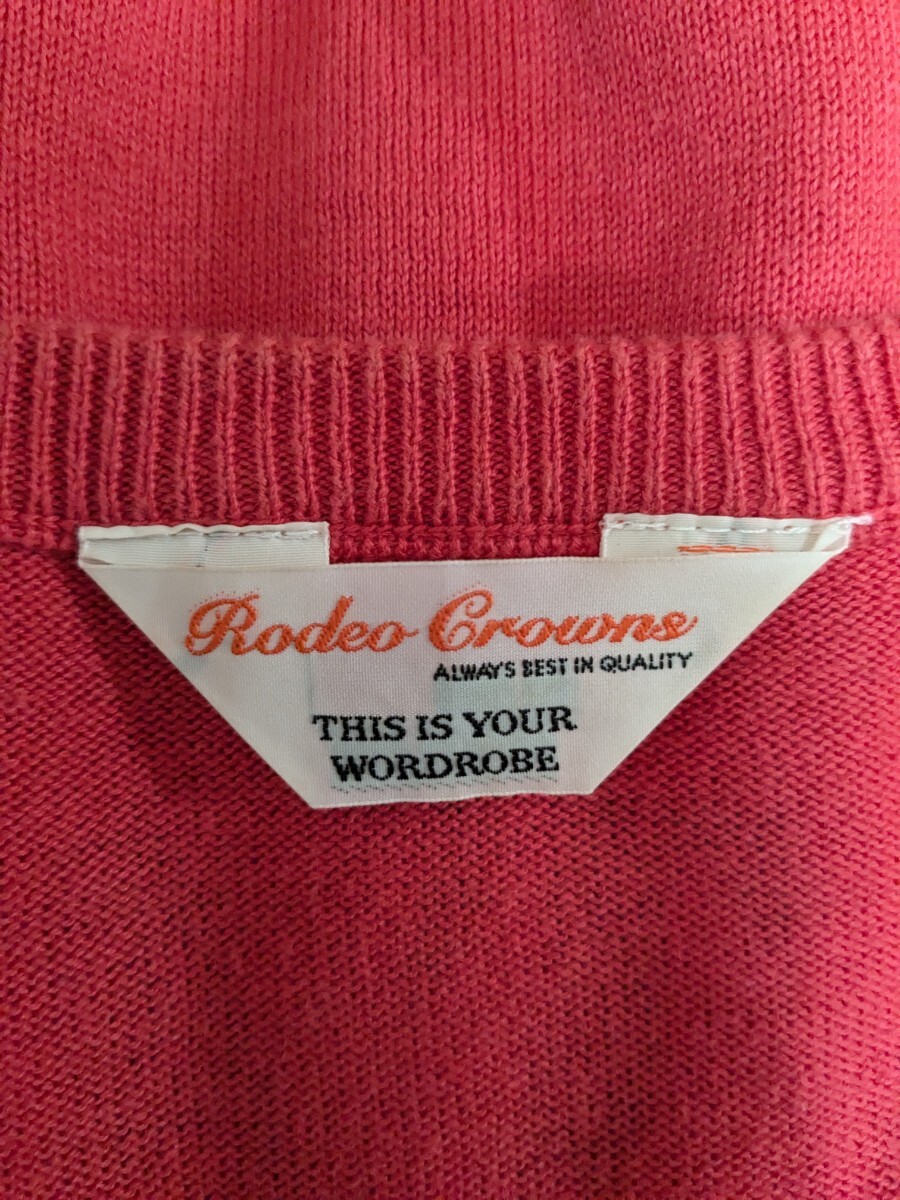 Rodeo Crowns
ALWAYS BEST IN QUALITY
THIS IS YOUR
WORDROBE